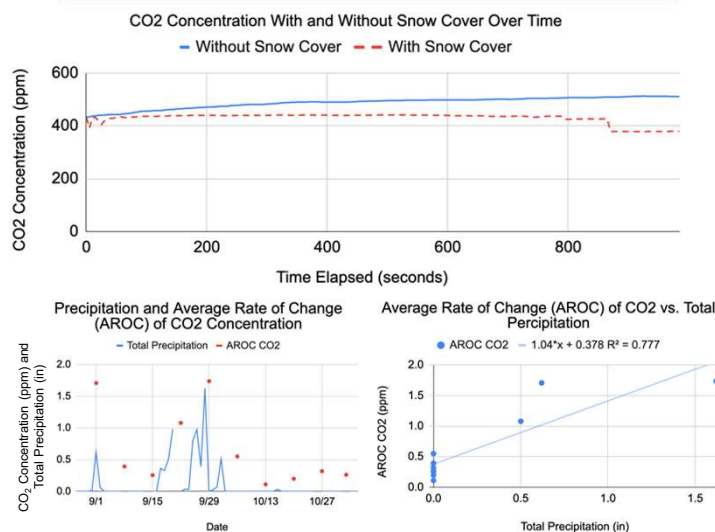 CO2 Concentration With and Without Snow Cover Over Time
Without Snow Cover With Snow Cover
600
400
200
0
CO2 Concentration (ppm)
0 200 400 600 800
Time Elapsed (seconds)
Precipitation and Average Rate of Change
(AROC) of CO2 Concentration
Total Precipitation AROC CO2
2.0
1.5
1.0
0.5
0.0
CO2 Concentration (ppm) and
Total Precipitation (in)
9/1 9/15 9/29 10/13 10/27
Date
Average Rate of Change (AROC) of CO2 vs. Total
Percipitation
AROC CO2 1.04*x + 0.378 R² = 0.777
2.0
1.5
1.0
0.5
0.0
AROC CO2 (ppm)
0.0 0.5 1.0 1.5
Total Precipitation (in)